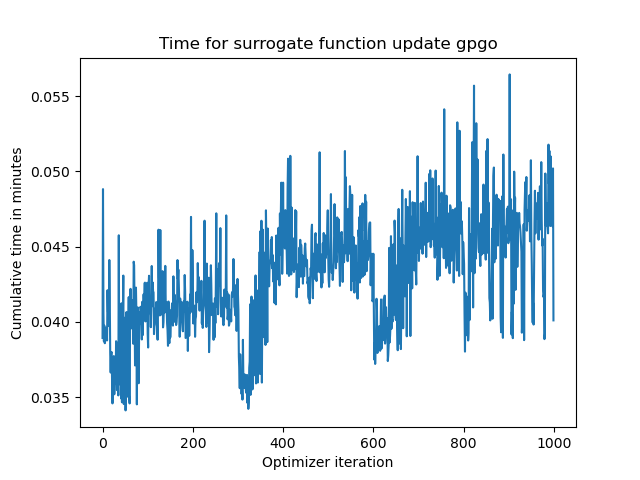 Time for surrogate function update gpgo
Cumulative time in minutes
0.055
0.050
0.045
0.040
0.035
0 200 400 600 800 1000
Optimizer iteration